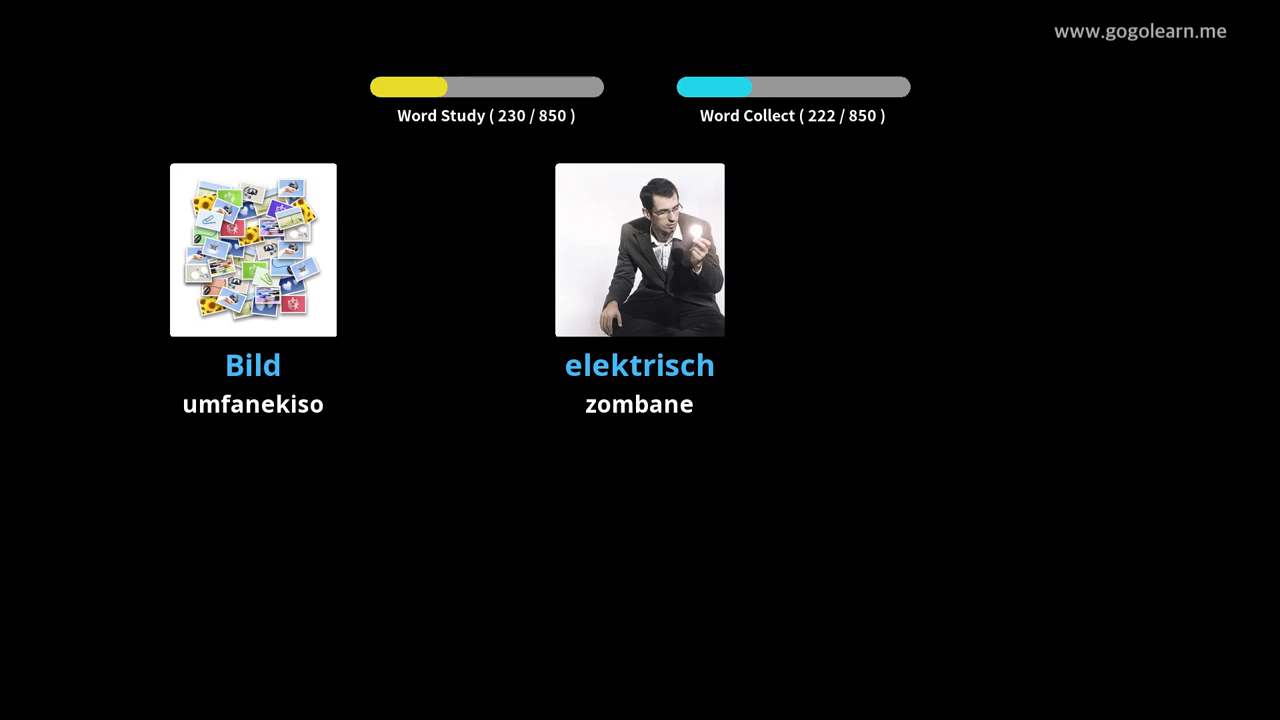 www.gogolearn.me
Word Study ( 230 / 850 )
Word Collect ( 222 / 850 )
Bild
umfanekiso
elektrisch
zombane